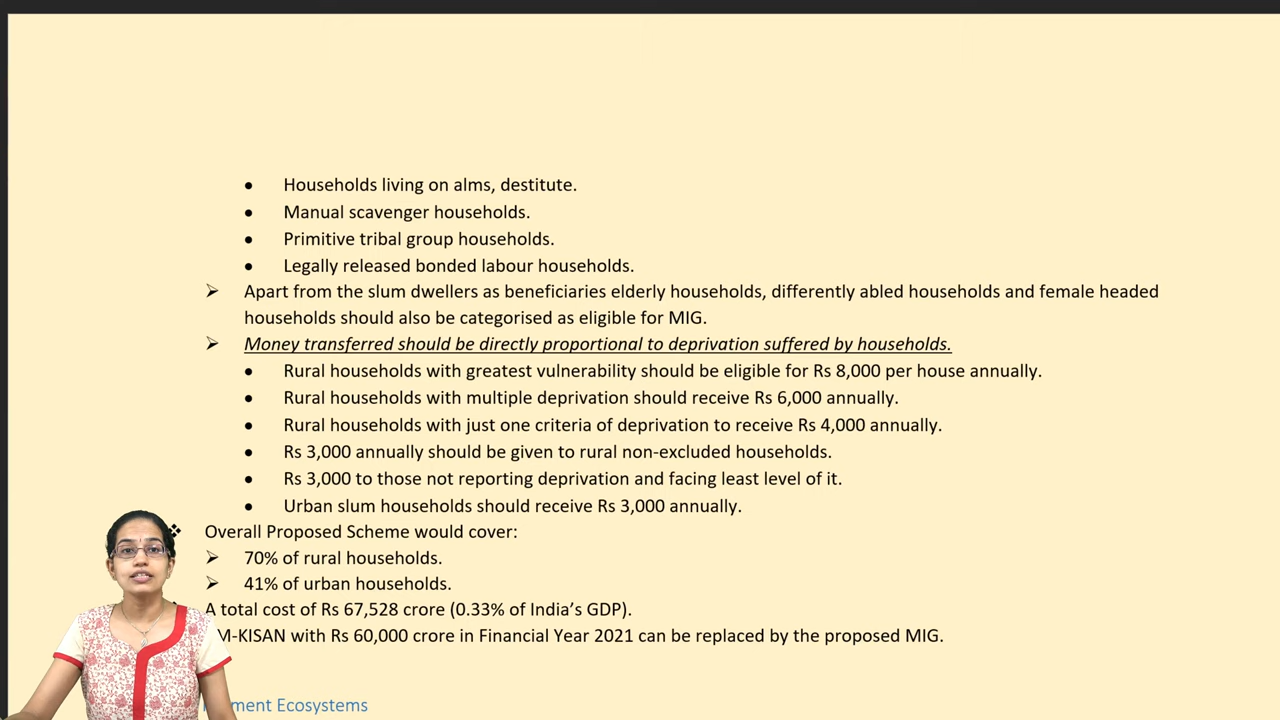 • Households living on alms, destitute.
• Manual scavenger households.
• Primitive tribal group households.
• Legally released bonded labour households.
➢ Apart from the slum dwellers as beneficiaries elderly households, differently abled households and female headed
households should also be categorised as eligible for MIG.
➢ Money transferred should be directly proportional to deprivation suffered by households.
• Rural households with greatest vulnerability should be eligible for Rs 8,000 per house annually.
• Rural households with multiple deprivation should receive Rs 6,000 annually.
• Rural households with just one criteria of deprivation to receive Rs 4,000 annually.
• Rs 3,000 annually should be given to rural non-excluded households.
• Rs 3,000 to those not reporting deprivation and facing least level of it.
• Urban slum households should receive Rs 3,000 annually.
❖ Overall Proposed Scheme would cover:
➢ 70% of rural households.
➢ 41% of urban households.
A total cost of Rs 67,528 crore (0.33% of India's GDP).
M-KISAN with Rs 60,000 crore in Financial Year 2021 can be replaced by the proposed MIG.
Ecosystems